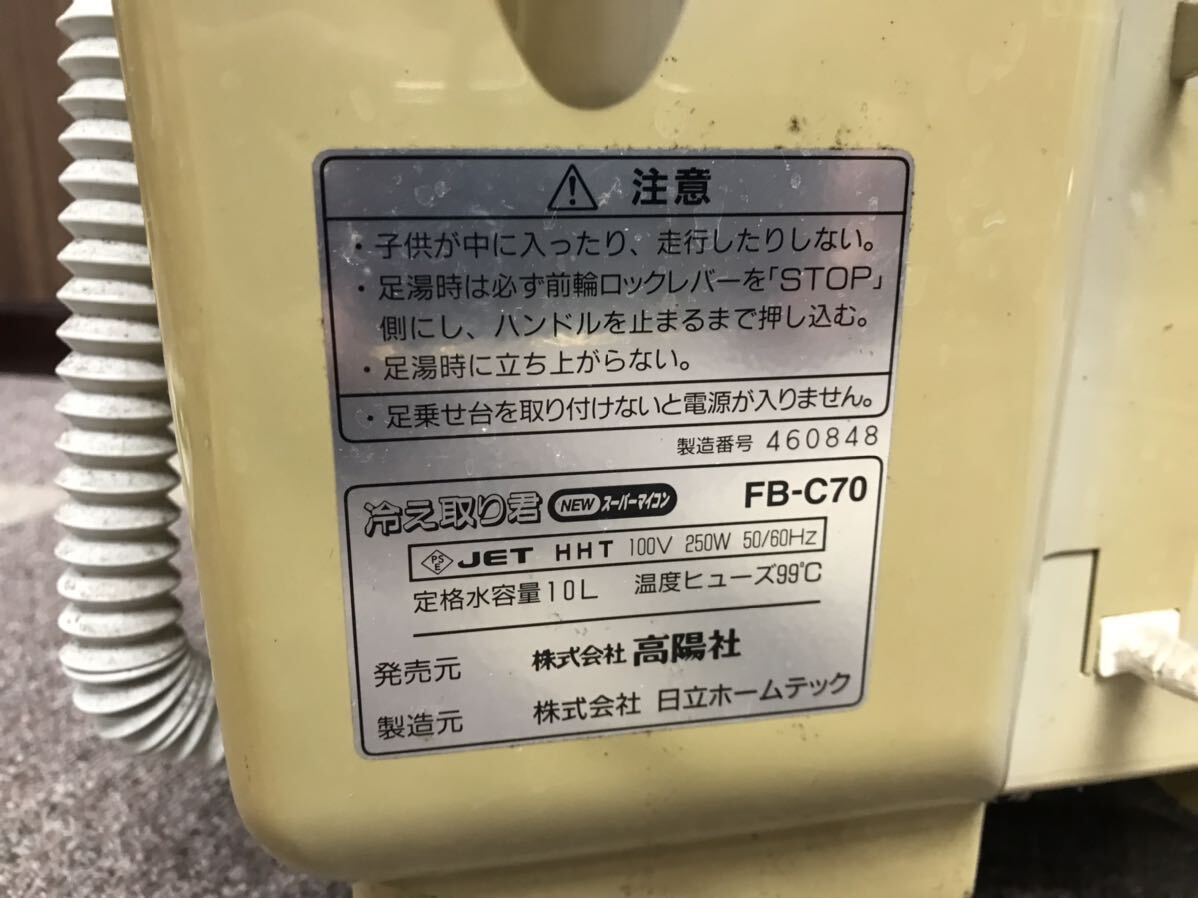 注意
・子供が中に入ったり、走行したりしない。
・足湯時は必ず前輪ロックレバーを「STOP」
側にし、ハンドルを止まるまで押し込む。
・足湯時に立ち上がらない。
・足乗せ台を取り付けないと電源が入りません。
製造番号 460848
冷え取り君 NEW スーパーマイコン FB-C70
PSE JET HHT 100V 250W 50/60Hz
定格水容量10L 温度ヒューズ99℃
発売元 株式会社 高陽社
製造元 株式会社 日立ホームテック